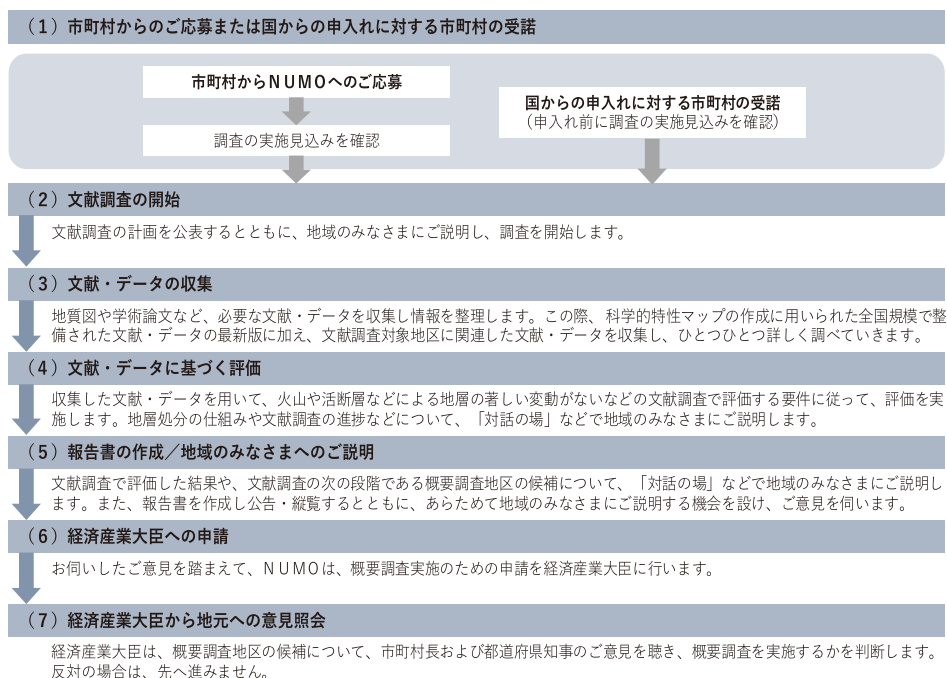 （１）市町村からのご応募または国からの申入れに対する市町村の受諾
市町村からＮＵＭＯへのご応募
調査の実施見込みを確認
国からの申入れに対する市町村の受諾
（申入れ前に調査の実施見込みを確認）
（２）文献調査の開始
文献調査の計画を公表するとともに、地域のみなさまにご説明し、調査を開始します。
（３）文献・データの収集
地質図や学術論文など、必要な文献・データを収集し情報を整理します。この際、科学的特性マップの作成に用いられた全国規模で整
備された文献・データの最新版に加え、文献調査対象地区に関連した文献・データを収集し、ひとつひとつ詳しく調べていきます。
（４）文献・データに基づく評価
収集した文献・データを用いて、火山や活断層などによる地層の著しい変動がないなどの文献調査で評価する要件に従って、評価を実
施します。地層処分の仕組みや文献調査の進捗などについて、「対話の場」などで地域のみなさまにご説明します。
（５）報告書の作成／地域のみなさまへのご説明
文献調査で評価した結果や、文献調査の次の段階である概要調査地区の候補について、「対話の場」などで地域のみなさまにご説明し
ます。また、報告書を作成し公告・縦覧するとともに、あらためて地域のみなさまにご説明する機会を設け、ご意見を伺います。
（６）経済産業大臣への申請
お伺いしたご意見を踏まえて、ＮＵＭＯは、概要調査実施のための申請を経済産業大臣に行います。
（７）経済産業大臣から地元への意見照会
経済産業大臣は、概要調査地区の候補について、市町村長および都道府県知事のご意見を聴き、概要調査を実施するかを判断します。
反対の場合は、先へ進みません。